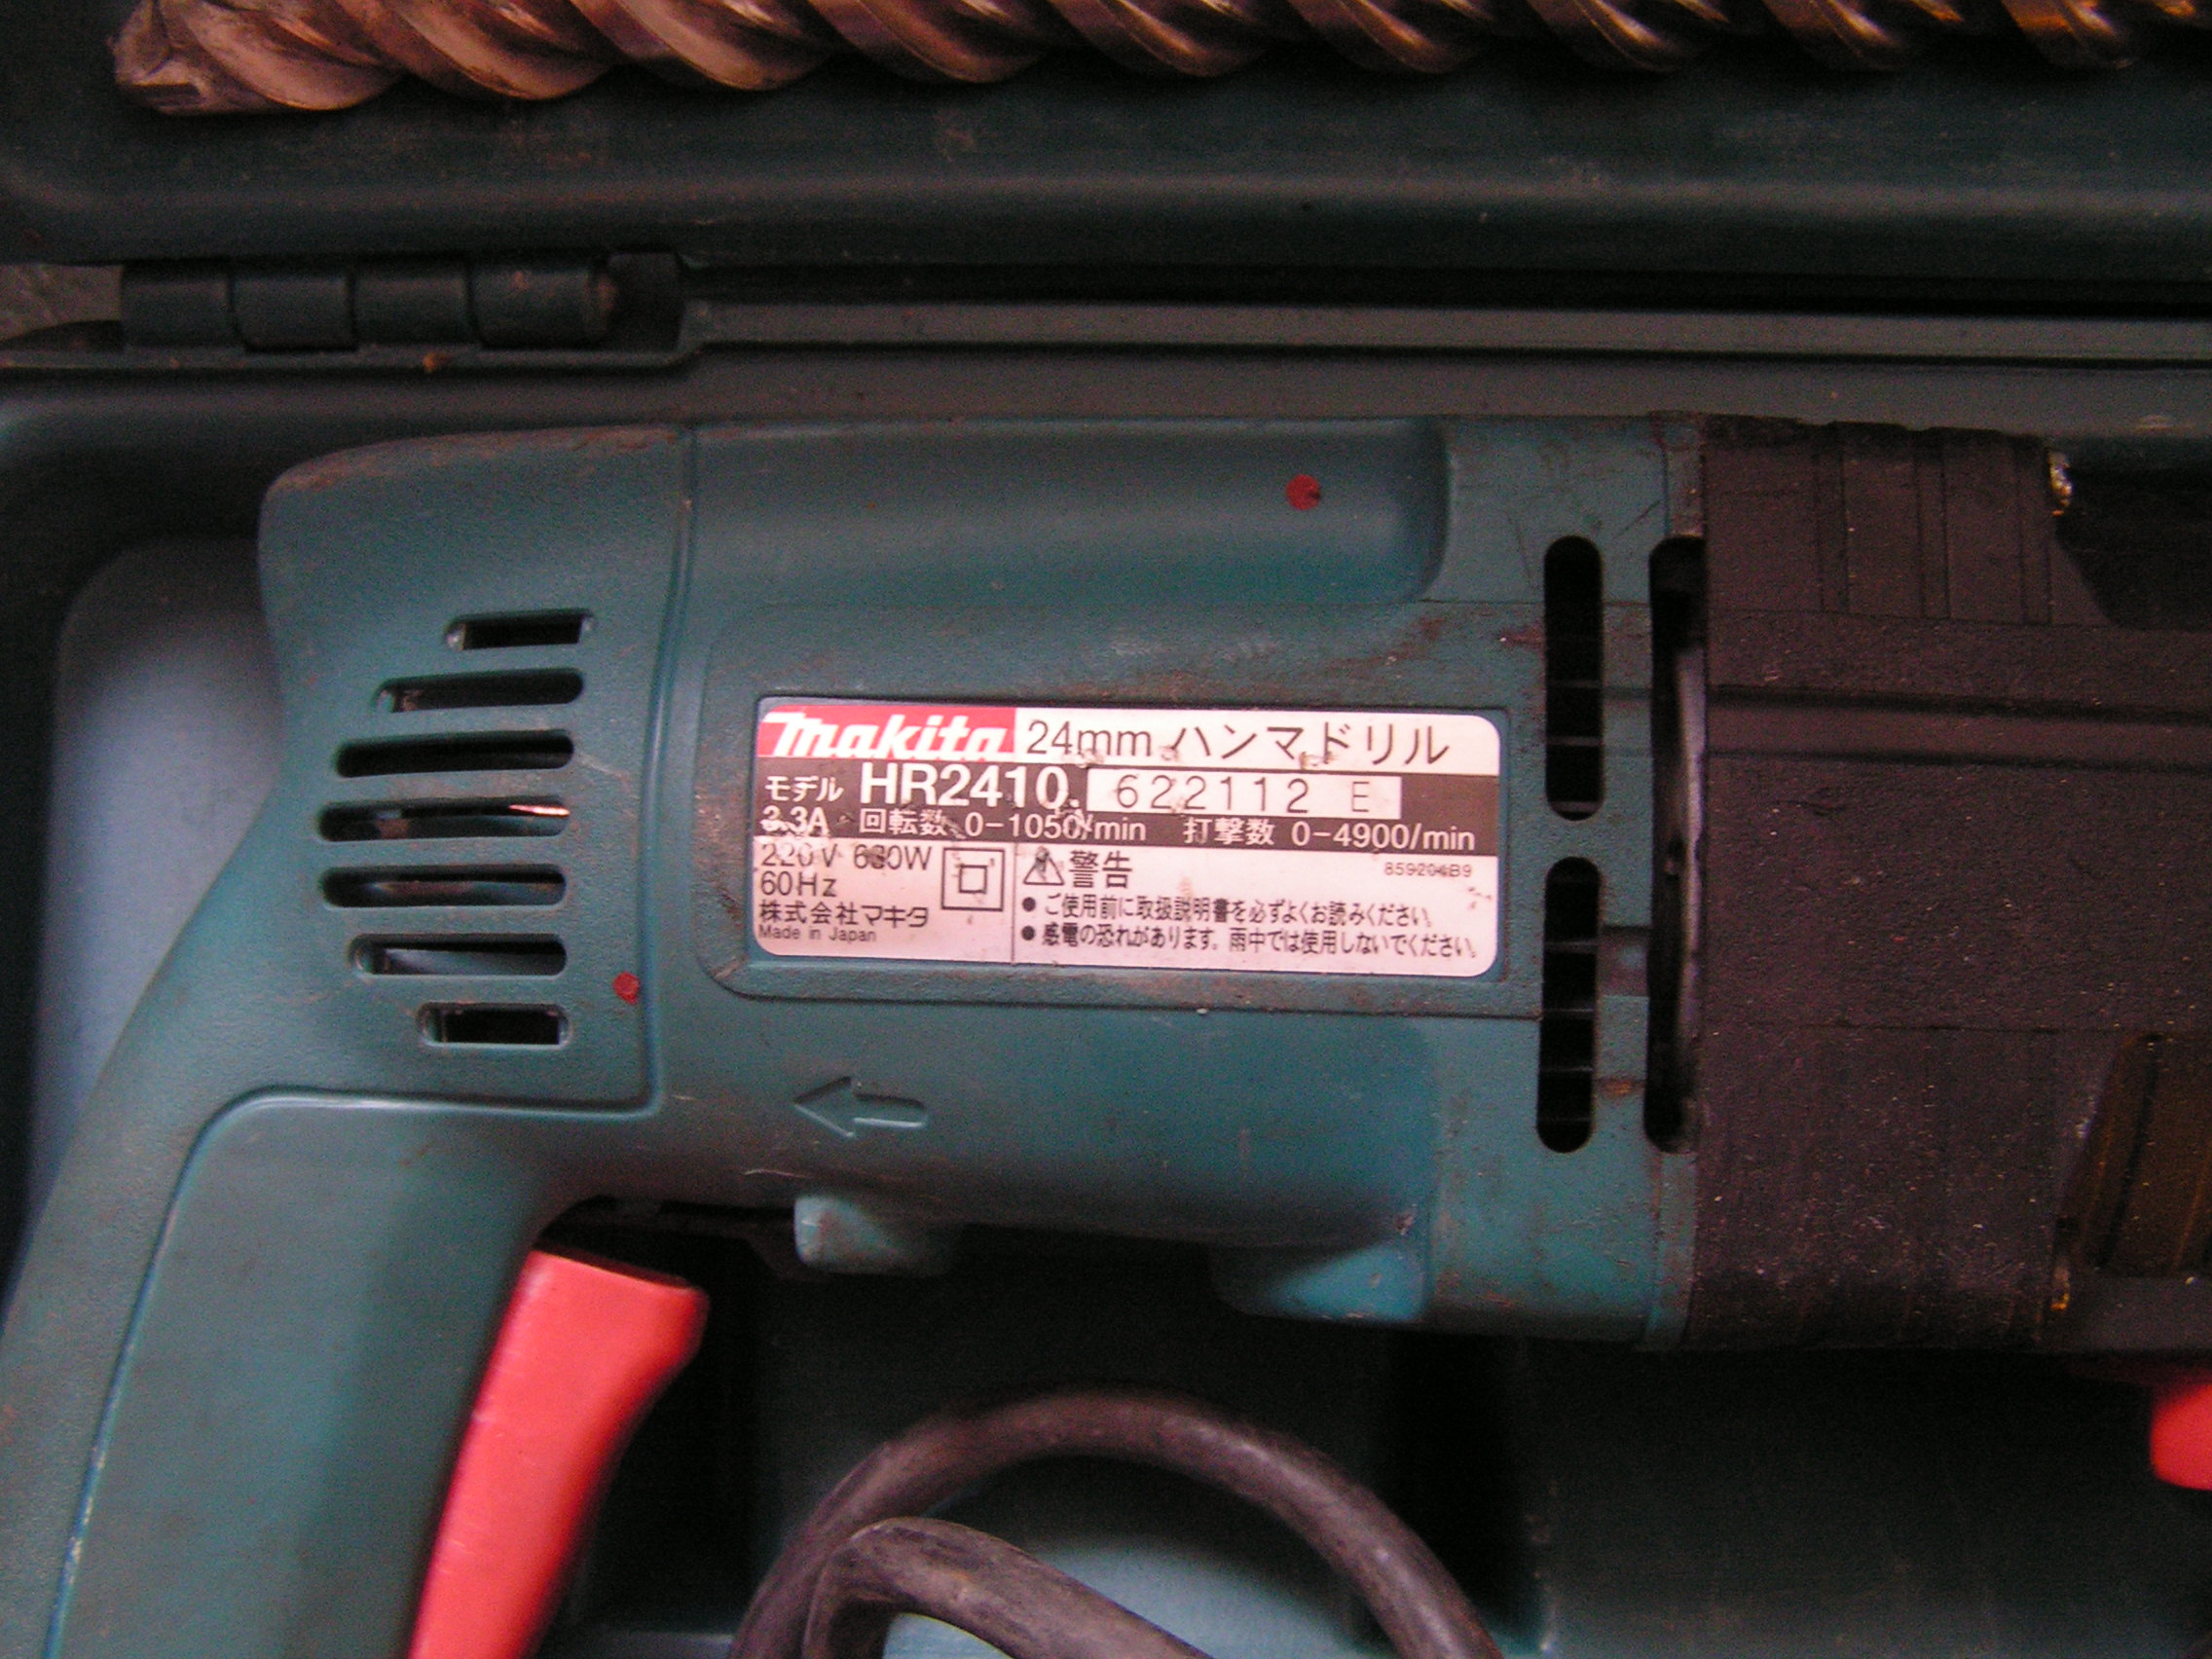 makita 24mm ハンマドリル
モデル HR2410. 622112 E
3.3A 回転数 0-1050/min 打撃数 0-4900/min
220V 630W
60Hz
株式会社マキタ
Made in Japan
警告 859204B9
● ご使用前に取扱説明書を必ずよくお読みください。
● 感電の恐れがあります。雨中では使用しないでください。